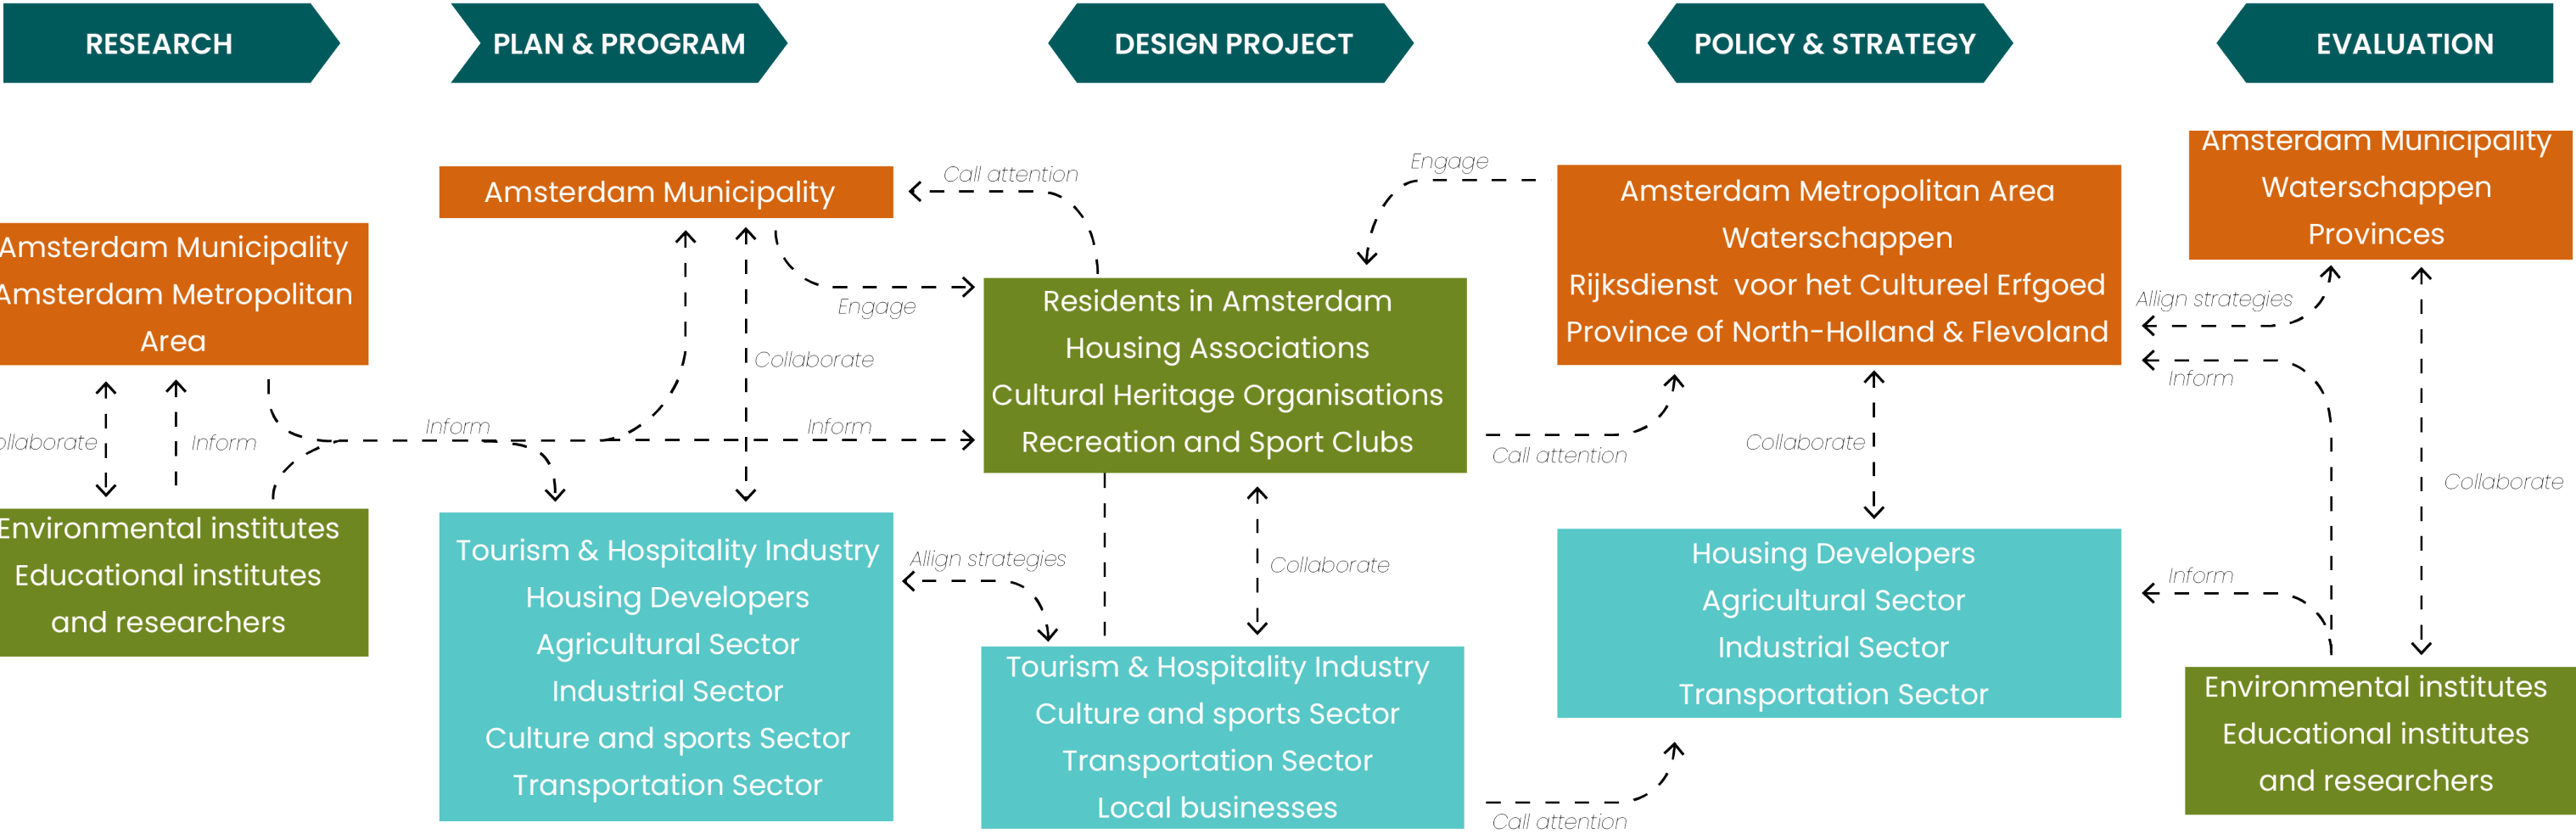 RESEARCH
PLAN & PROGRAM
DESIGN PROJECT
POLICY & STRATEGY
EVALUATION
Amsterdam Municipality
Amsterdam Metropolitan
Area
Collaborate
Inform
Environmental institutes
Educational institutes
and researchers
Inform
Amsterdam Municipality
Call attention
Engage
Collaborate
Inform
Tourism & Hospitality Industry
Housing Developers
Agricultural Sector
Industrial Sector
Culture and sports Sector
Transportation Sector
Allign strategies
Residents in Amsterdam
Housing Associations
Cultural Heritage Organisations
Recreation and Sport Clubs
Collaborate
Tourism & Hospitality Industry
Culture and sports Sector
Transportation Sector
Local businesses
Engage
Call attention
Call attention
Amsterdam Metropolitan Area
Waterschappen
Rijksdienst voor het Cultureel Erfgoed
Province of North-Holland & Flevoland
Collaborate
Housing Developers
Agricultural Sector
Industrial Sector
Transportation Sector
Allign strategies
Inform
Inform
Amsterdam Municipality
Waterschappen
Provinces
Collaborate
Environmental institutes
Educational institutes
and researchers